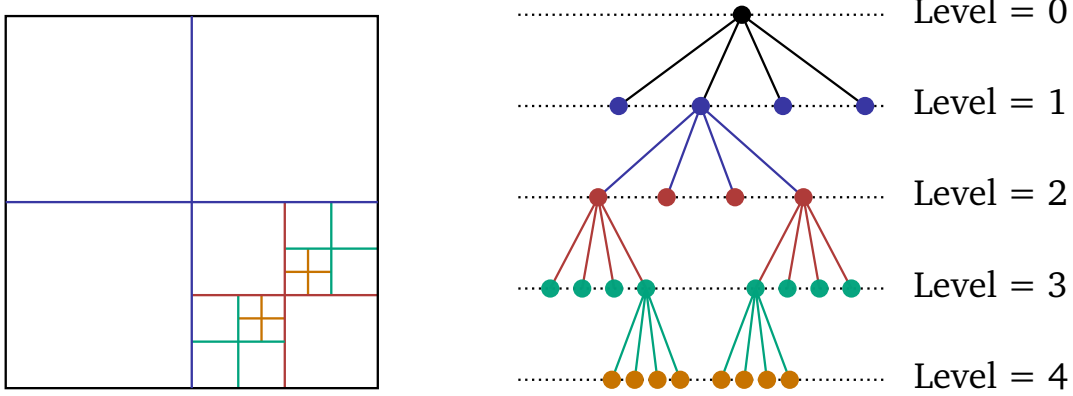 Level = 0
Level = 1
Level = 2
Level = 3
Level = 4